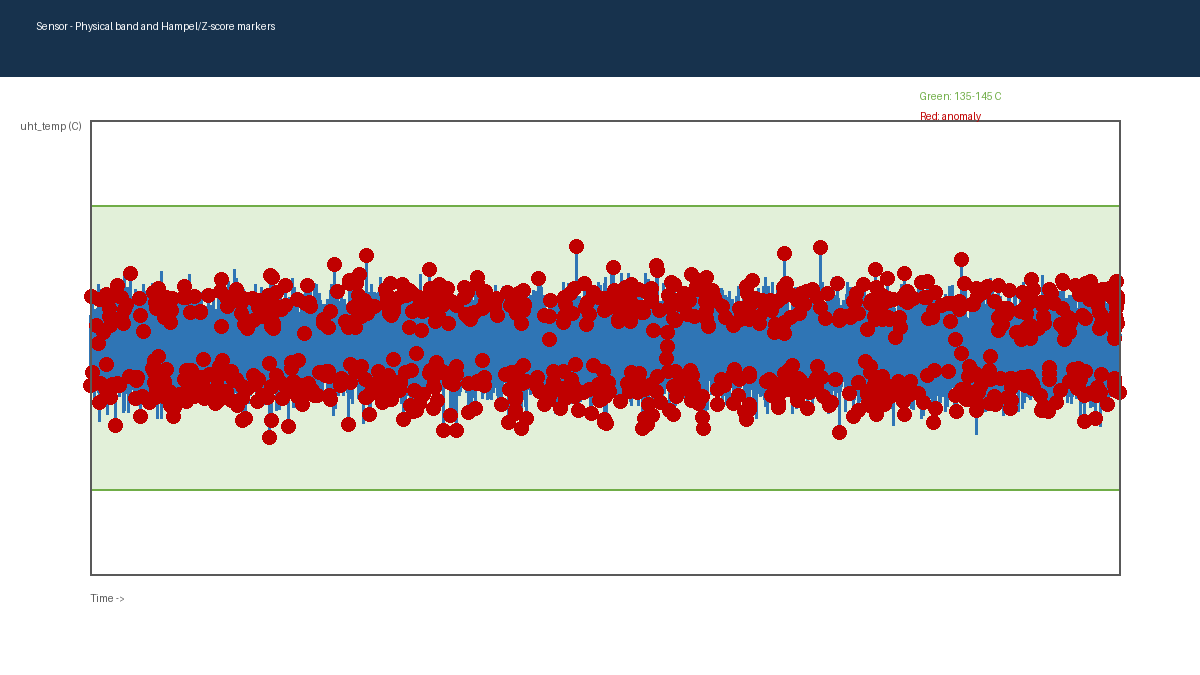 Sensor - Physical band and Hampel/Z-score markers
Green: 135-145 C
Red: anomaly
uht_temp (C)
Time ->